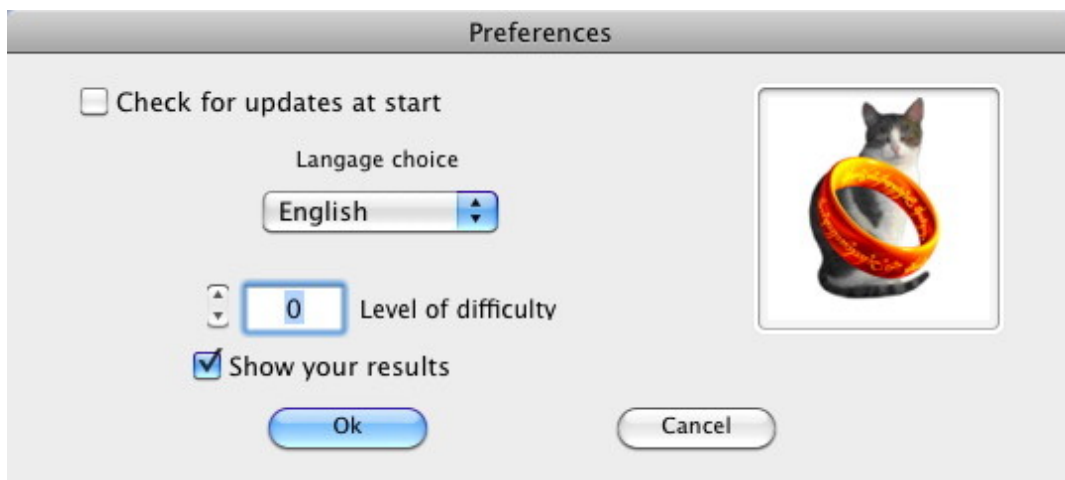 Preferences
Check for updates at start
Langage choice
English
0 Level of difficulty
Show your results
Ok Cancel